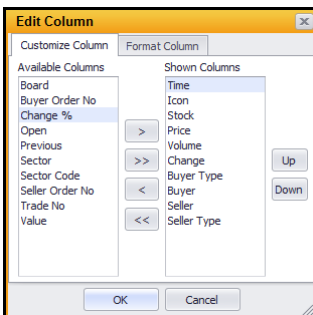 Edit Column
Customize Column
Format Column
Available Columns
Board
Buyer Order No
Change %
Open
Previous
Sector
Sector Code
Seller Order No
Trade No
Value
>
>>
<
<<
Shown Columns
Time
Icon
Stock
Price
Volume
Change
Buyer Type
Buyer
Seller
Seller Type
Up
Down
OK
Cancel